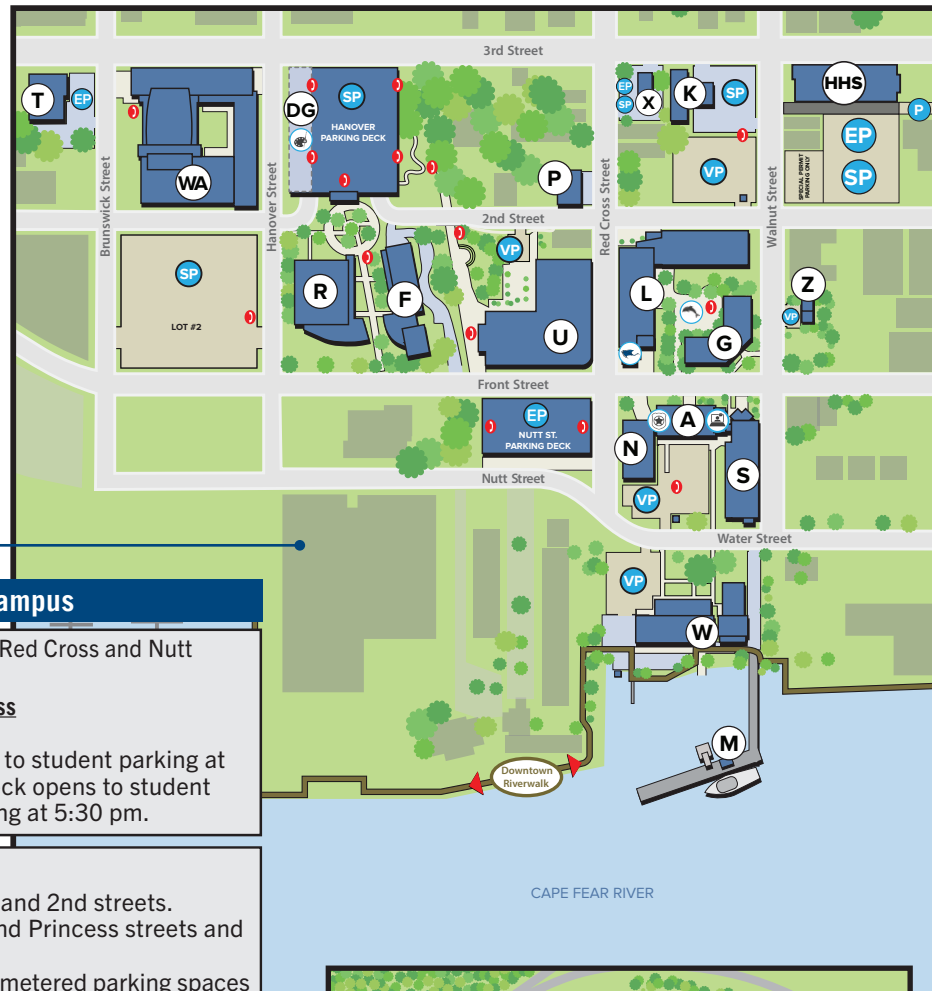 3rd Street
T
EP
WA
Brunswick Street
Hanover Street
DG
SP
HANOVER
PARKING DECK
P
EP
SP
X
K
SP
VP
Red Cross Street
Walnut Street
HHS
P
EP
SP
SPECIAL PERMIT
PARKING ONLY
2nd Street
SP
LOT #2
R
F
VP
U
L
G
Z
VP
Front Street
EP
NUTT ST.
PARKING DECK
N
A
S
VP
Nutt Street
Water Street
VP
W
M
Downtown
Riverwalk
CAPE FEAR RIVER
ampus
Red Cross and Nutt
ss
to student parking at
ck opens to student
ng at 5:30 pm.
and 2nd streets.
nd Princess streets and
metered parking spaces